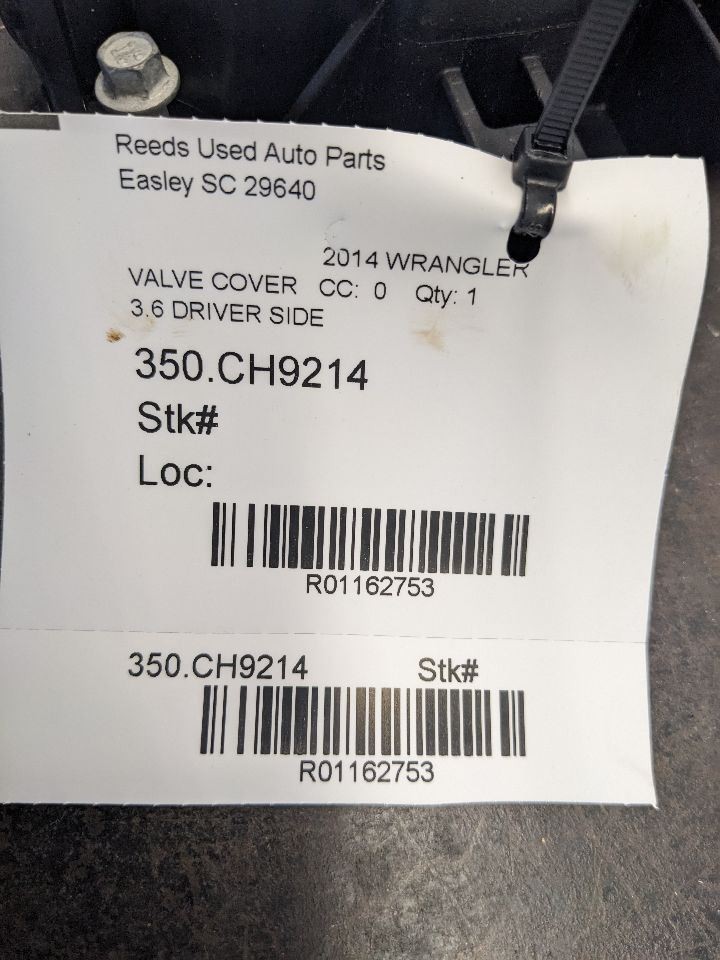 Reeds Used Auto Parts
Easley SC 29640
2014 WRANGLER
VALVE COVER CC: 0 Qty: 1
3.6 DRIVER SIDE
350.CH9214
Stk#
Loc:
R01162753
350.CH9214 Stk#
R01162753